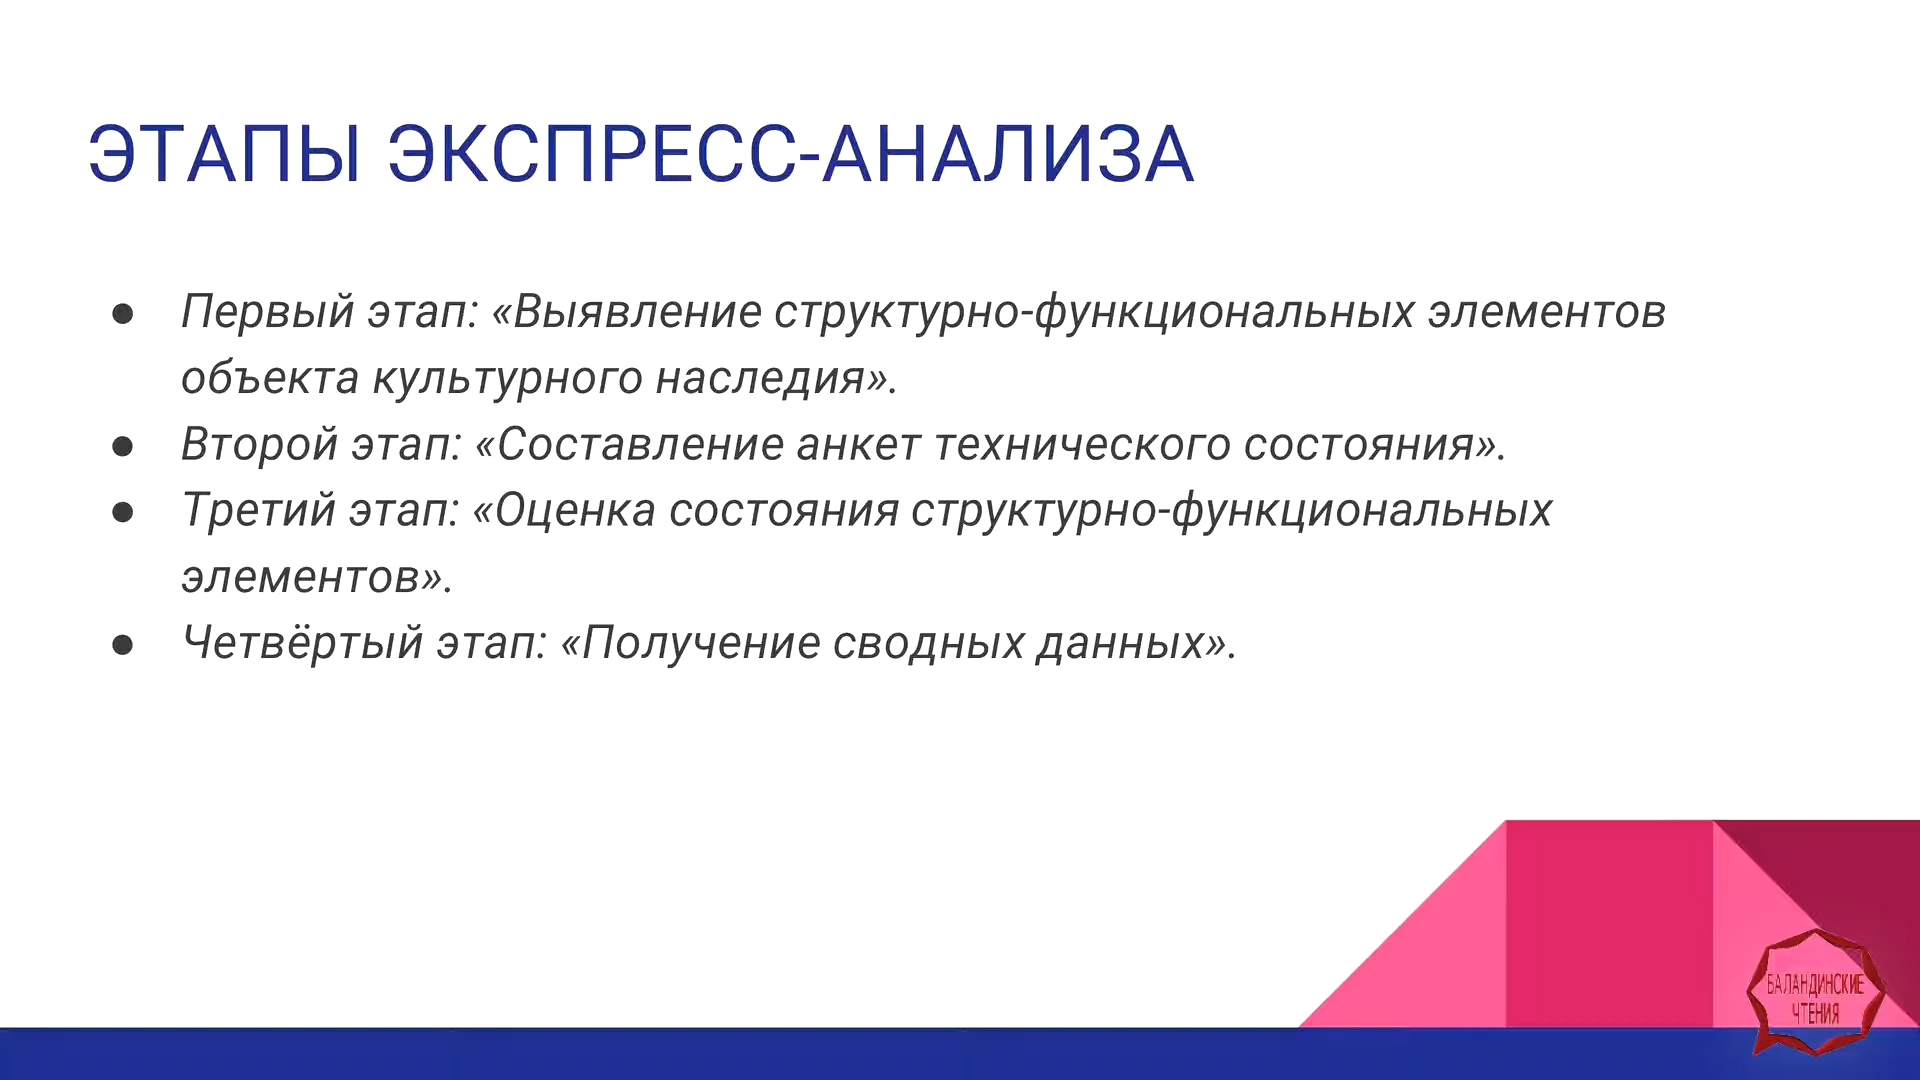 ЭТАПЫ ЭКСПРЕСС-АНАЛИЗА
● Первый этап: «Выявление структурно-функциональных элементов
объекта культурного наследия».
● Второй этап: «Составление анкет технического состояния».
● Третий этап: «Оценка состояния структурно-функциональных
элементов».
● Четвёртый этап: «Получение сводных данных».
БАЛАНДИНСКИЕ
ЧТЕНИЯ